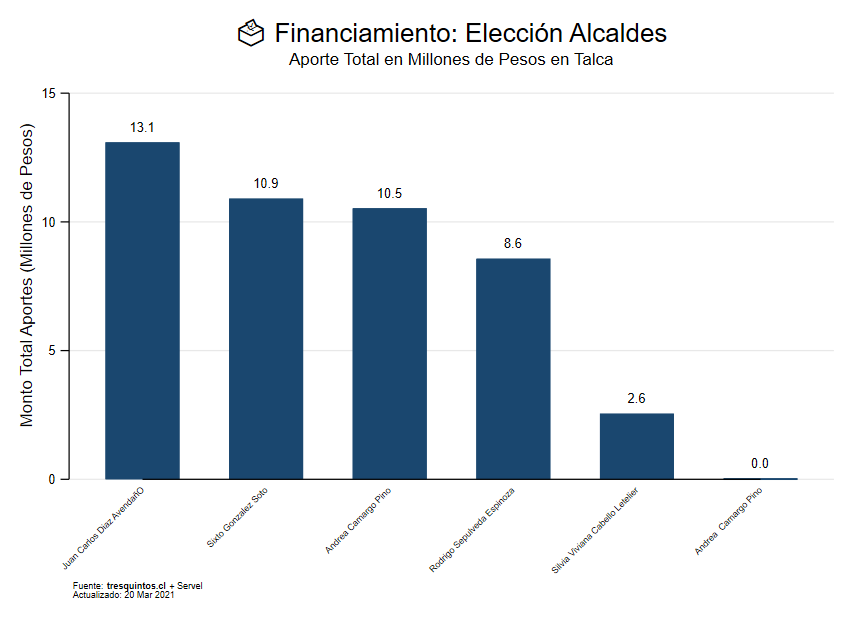 Financiamiento: Elección Alcaldes
Aporte Total en Millones de Pesos en Talca
Monto Total Aportes (Millones de Pesos)
15
10
5
0
13.1
10.9
10.5
8.6
2.6
0.0
Juan Carlos Diaz AvendañO
Sixto Gonzalez Soto
Andrea Camargo Pino
Rodrigo Sepulveda Espinoza
Silvia Viviana Cabello Letelier
Andrea  Camargo Pino
Fuente: tresquintos.cl + Servel
Actualizado: 20 Mar 2021